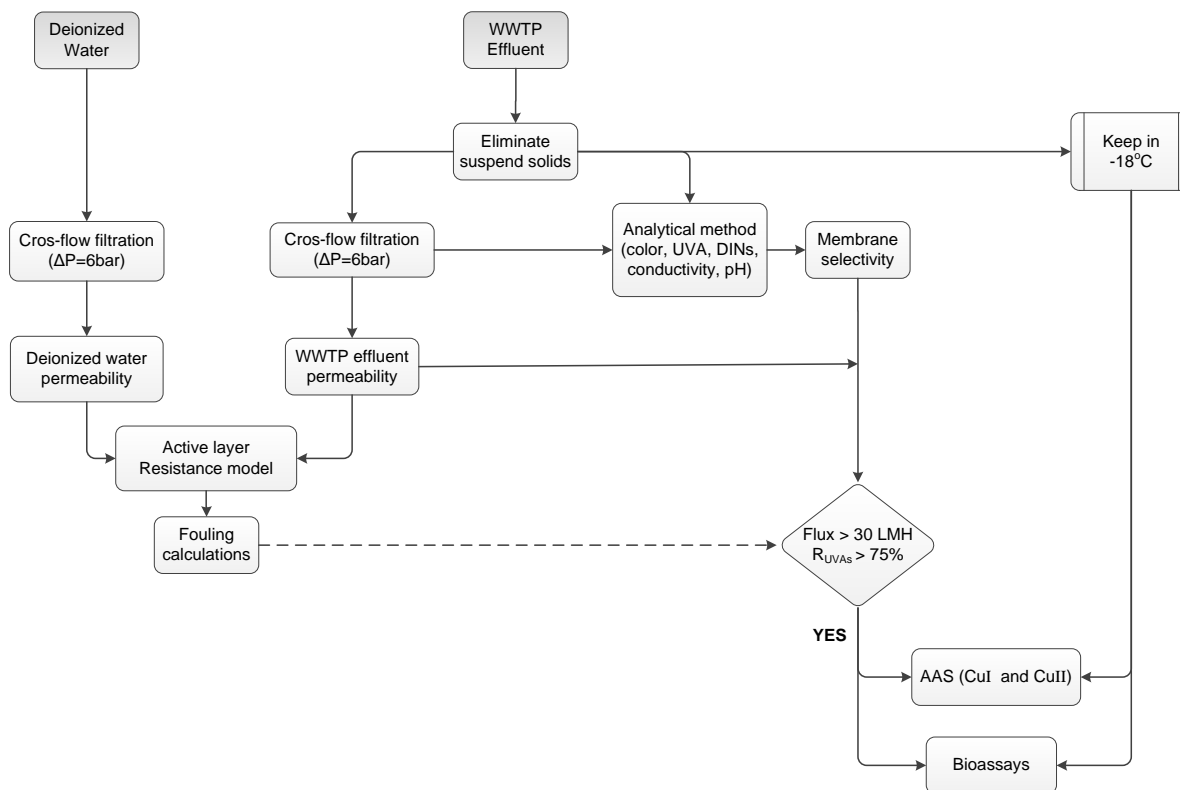 Deionized
Water
WWTP
Effluent
Eliminate
suspend solids
Keep in
-18°C
Cros-flow filtration
(ΔP=6bar)
Cros-flow filtration
(ΔP=6bar)
Analytical method
(color, UVA, DINs,
conductivity, pH)
Membrane
selectivity
Deionized water
permeability
WWTP effluent
permeability
Active layer
Resistance model
Fouling
calculations
Flux > 30 LMH
RUVAs > 75%
YES
AAS (CuI and CuII)
Bioassays